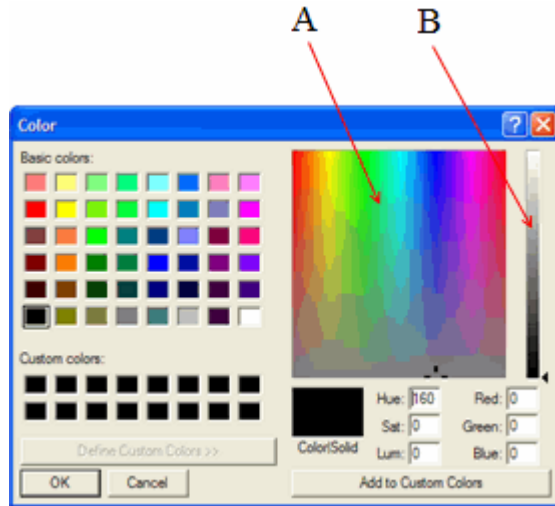 A B
Color
Basic colors:
Custom colors:
Define Custom Colors >>
OK Cancel
Color|Solid
Hue: 160 Red: 0
Sat: 0 Green: 0
Lum: 0 Blue: 0
Add to Custom Colors